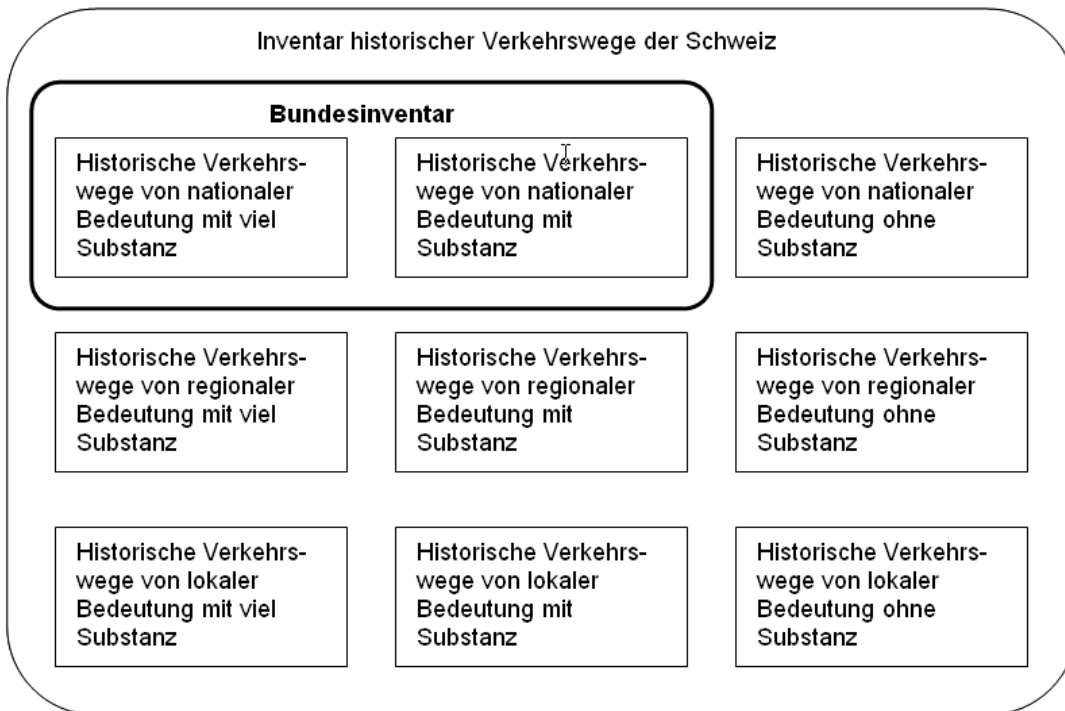 Inventar historischer Verkehrswege der Schweiz
Bundesinventar
Historische Verkehrs-
wege von nationaler
Bedeutung mit viel
Substanz
Historische Verkehrs-
wege von nationaler
Bedeutung mit
Substanz
Historische Verkehrs-
wege von nationaler
Bedeutung ohne
Substanz
Historische Verkehrs-
wege von regionaler
Bedeutung mit viel
Substanz
Historische Verkehrs-
wege von regionaler
Bedeutung mit
Substanz
Historische Verkehrs-
wege von regionaler
Bedeutung ohne
Substanz
Historische Verkehrs-
wege von lokaler
Bedeutung mit viel
Substanz
Historische Verkehrs-
wege von lokaler
Bedeutung mit
Substanz
Historische Verkehrs-
wege von lokaler
Bedeutung ohne
Substanz